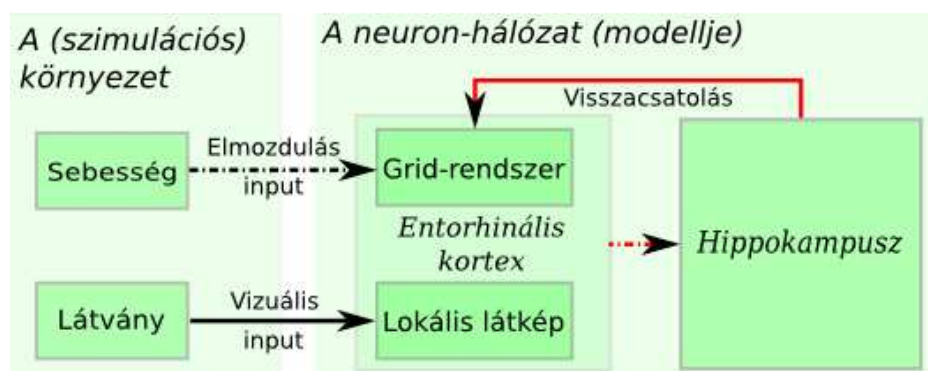 A (szimulációs)
környezet
A neuron-hálózat (modellje)
Visszacsatolás
Sebesség
Elmozdulás
input
Grid-rendszer
Entorhinális
kortex
Hippokampusz
Látvány
Vizuális
input
Lokális látkép